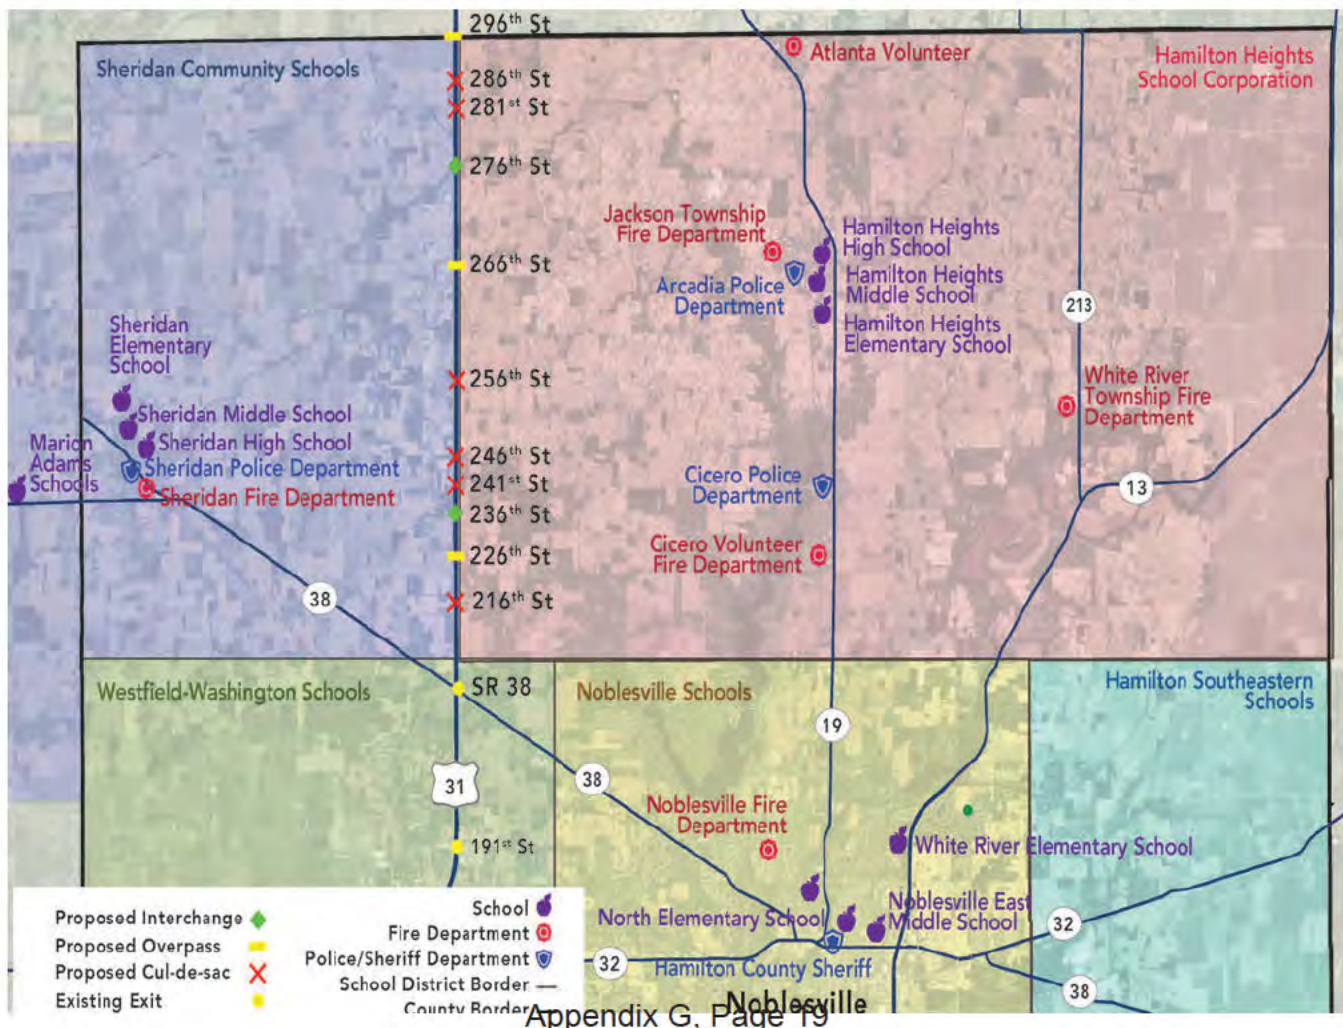 296th St
Atlanta Volunteer
Hamilton Heights
School Corporation
Sheridan Community Schools
286th St
281st St
276th St
Jackson Township
Fire Department
Hamilton Heights
High School
266th St
Arcadia Police
Department
Hamilton Heights
Middle School
213
Hamilton Heights
Elementary School
Sheridan
Elementary
School
256th St
White River
Township Fire
Department
Sheridan Middle School
Marion
Adams
Schools
Sheridan High School
246th St
Sheridan Police Department
Cicero Police
Department
241st St
13
Sheridan Fire Department
236th St
Cicero Volunteer
Fire Department
226th St
38
216th St
Westfield-Washington Schools
SR 38
Noblesville Schools
Hamilton Southeastern
Schools
19
31
38
Noblesville Fire
Department
191st St
White River Elementary School
North Elementary School
Noblesville East
Middle School
32
32
Hamilton County Sheriff
38
Noblesville
Proposed Interchange
Proposed Overpass
Proposed Cul-de-sac
Existing Exit
School
Fire Department
Police/Sheriff Department
School District Border
County Border
Appendix G, Page 19